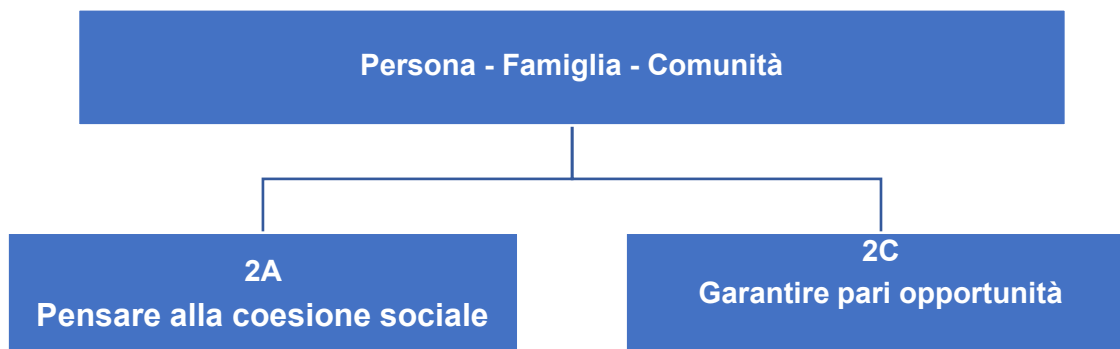 Persona - Famiglia - Comunità
2A
Pensare alla coesione sociale
2C
Garantire pari opportunità